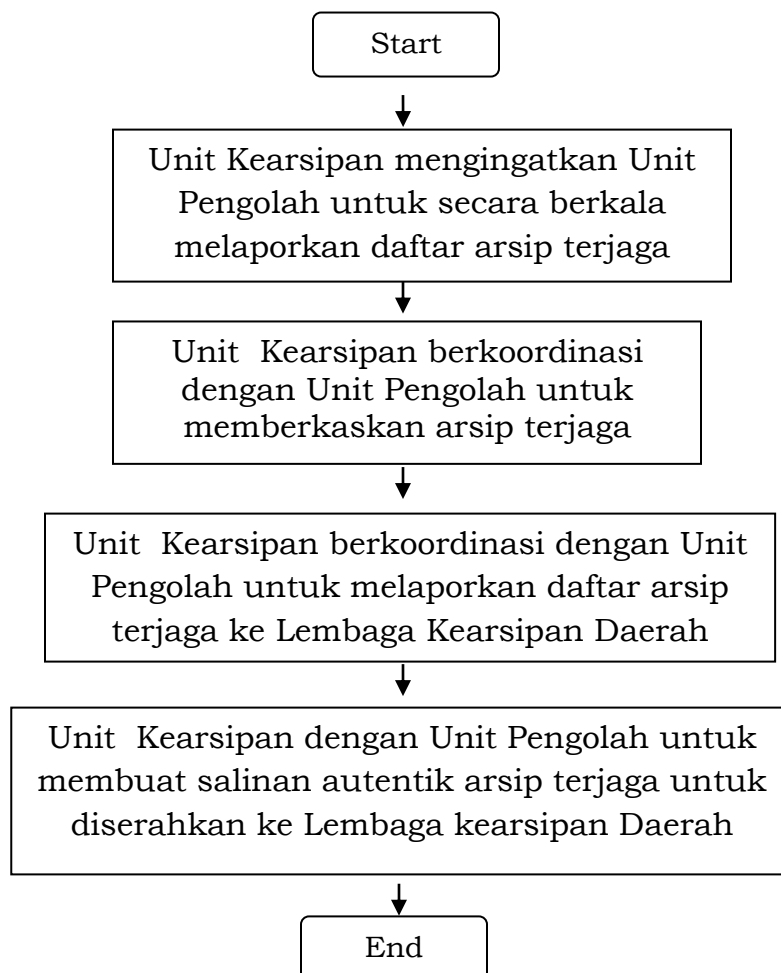 Start
Unit Kearsipan mengingatkan Unit
Pengolah untuk secara berkala
melaporkan daftar arsip terjaga
Unit Kearsipan berkoordinasi
dengan Unit Pengolah untuk
memberkaskan arsip terjaga
Unit Kearsipan berkoordinasi dengan Unit
Pengolah untuk melaporkan daftar arsip
terjaga ke Lembaga Kearsipan Daerah
Unit Kearsipan dengan Unit Pengolah untuk
membuat salinan autentik arsip terjaga untuk
diserahkan ke Lembaga kearsipan Daerah
End